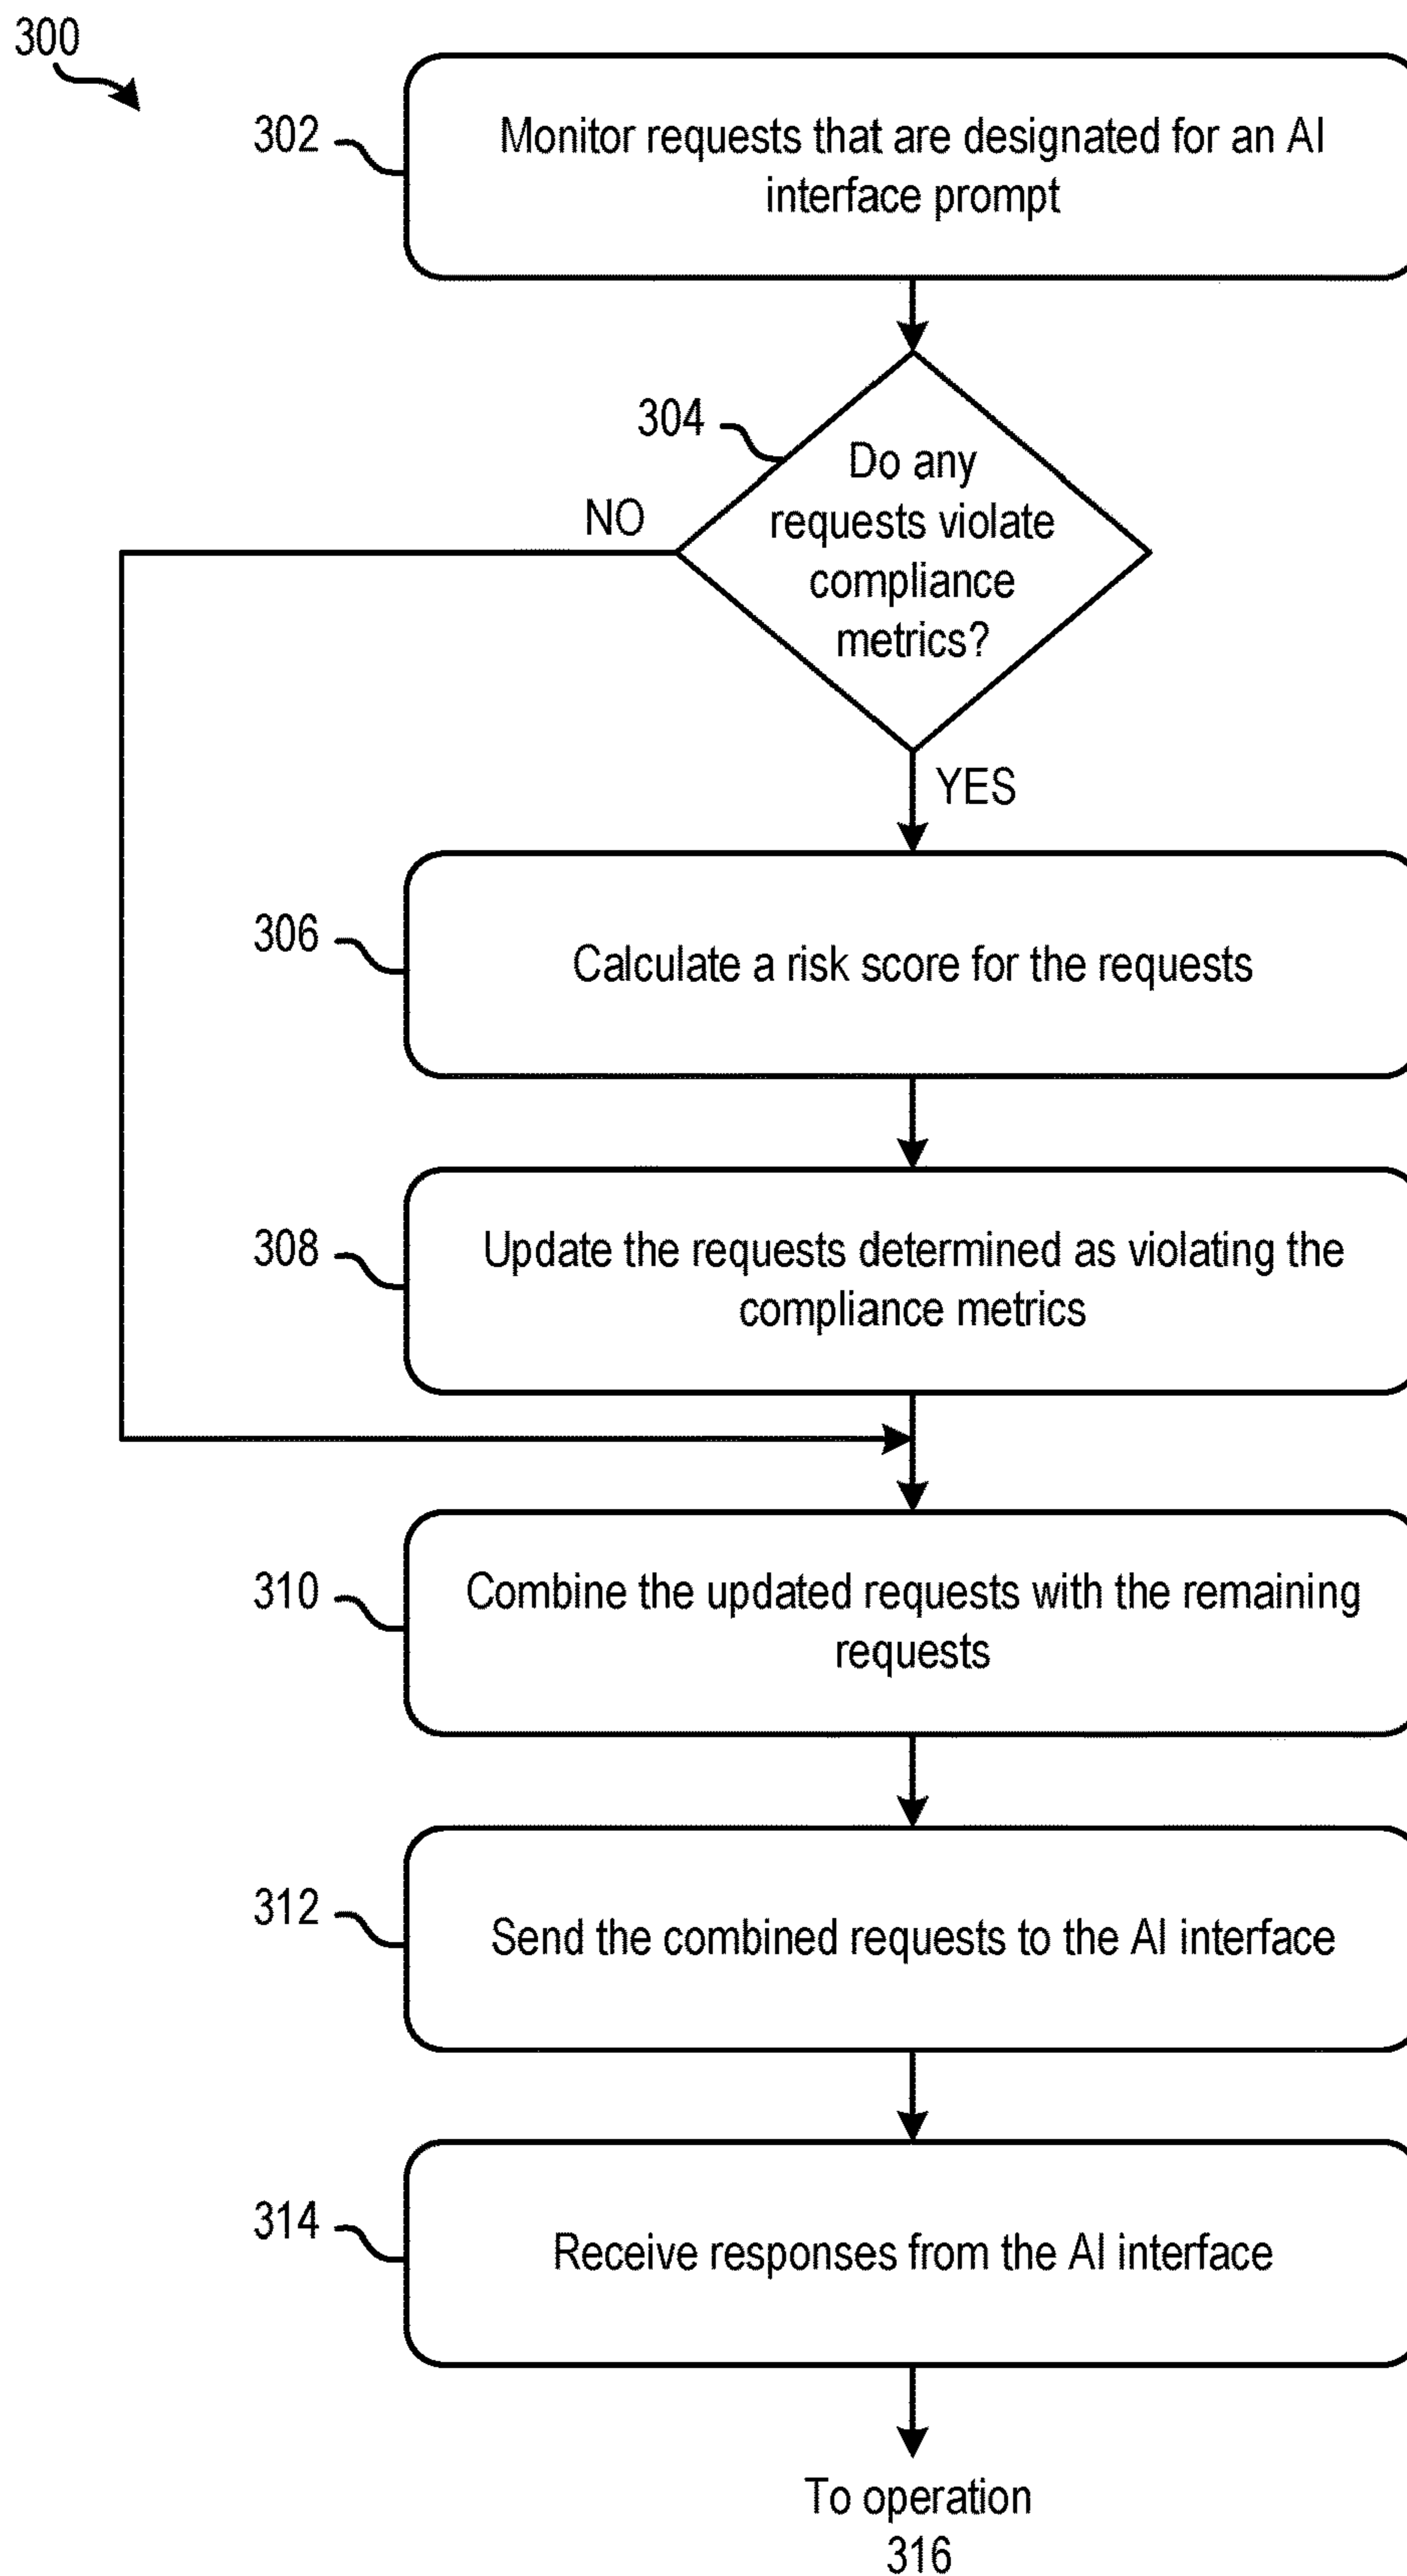 300
302
Monitor requests that are designated for an AI
interface prompt
304
Do any
requests violate
compliance
metrics?
NO
YES
306
Calculate a risk score for the requests
308
Update the requests determined as violating the
compliance metrics
310
Combine the updated requests with the remaining
requests
312
Send the combined requests to the AI interface
314
Receive responses from the AI interface
To operation
316